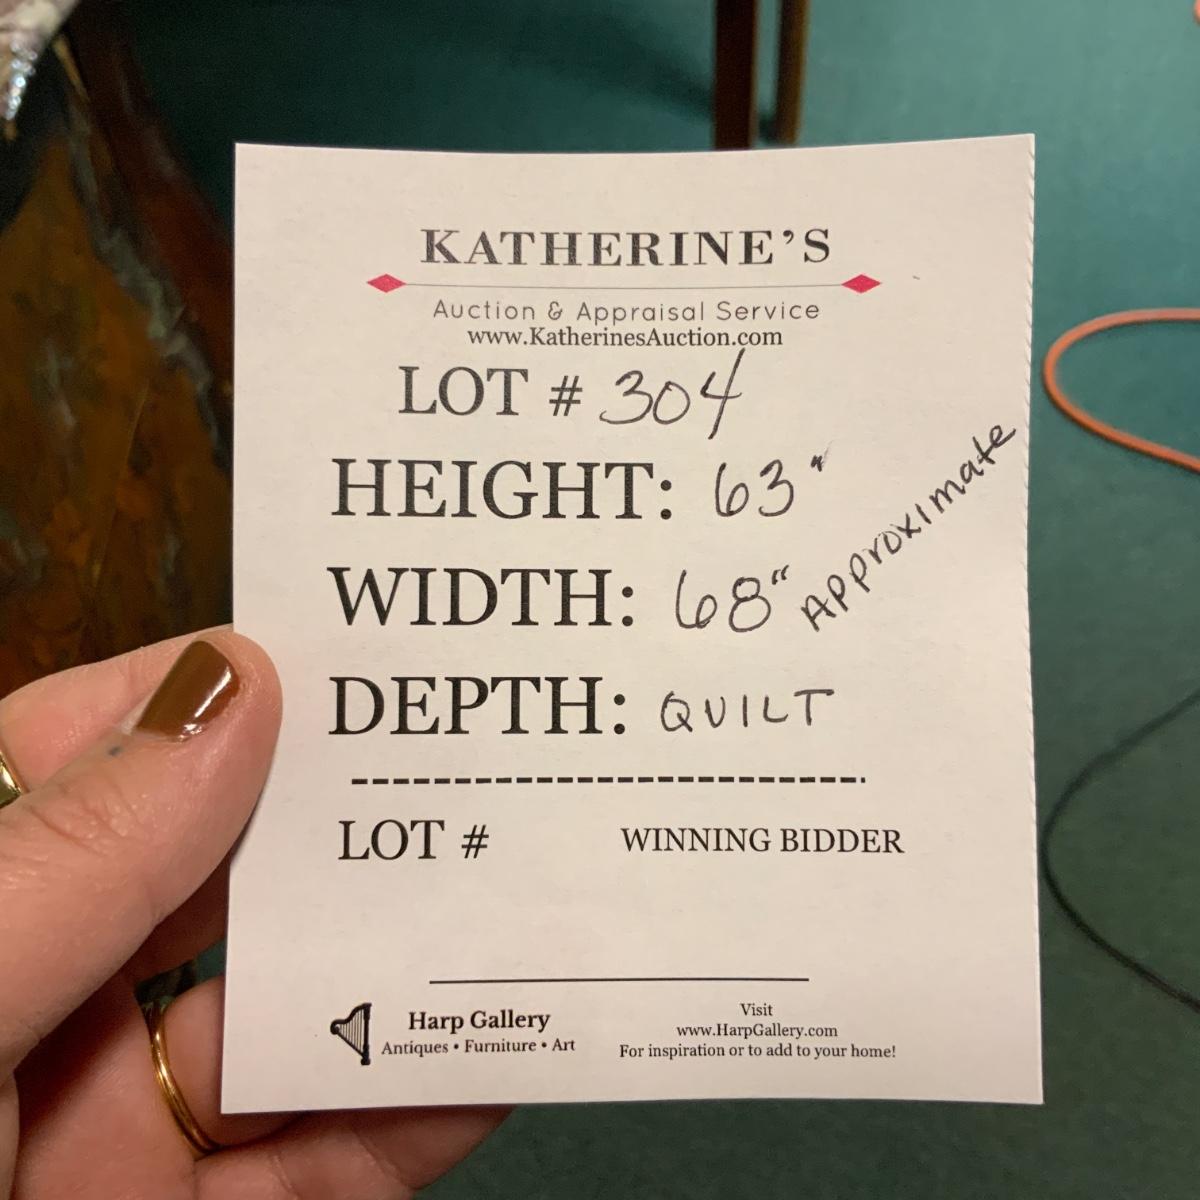 KATHERINE'S
Auction & Appraisal Service
www.KatherinesAuction.com
LOT # 304
HEIGHT: 63"
WIDTH: 68" Approximate
DEPTH: QUILT
LOT # WINNING BIDDER
Harp Gallery
Antiques • Furniture • Art
Visit
www.HarpGallery.com
For inspiration or to add to your home!